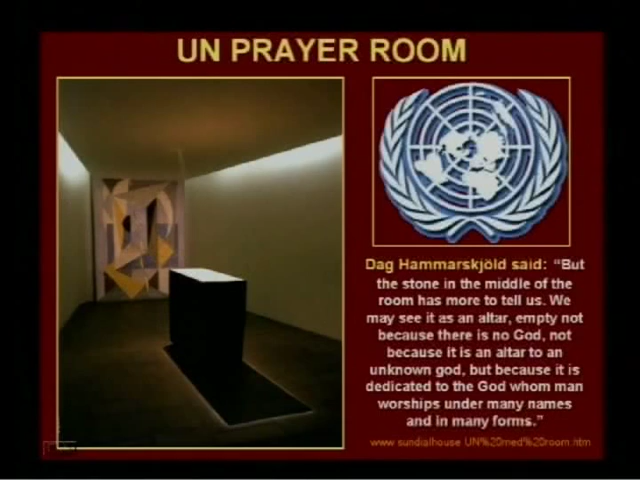 UN PRAYER ROOM
Dag Hammarskjöld said: “But
the stone in the middle of the
room has more to tell us. We
may see it as an altar, empty not
because there is no God, not
because it is an altar to an
unknown god, but because it is
dedicated to the God whom man
worships under many names
and in many forms.”
www sundialhouse UN%20med%20room.htm